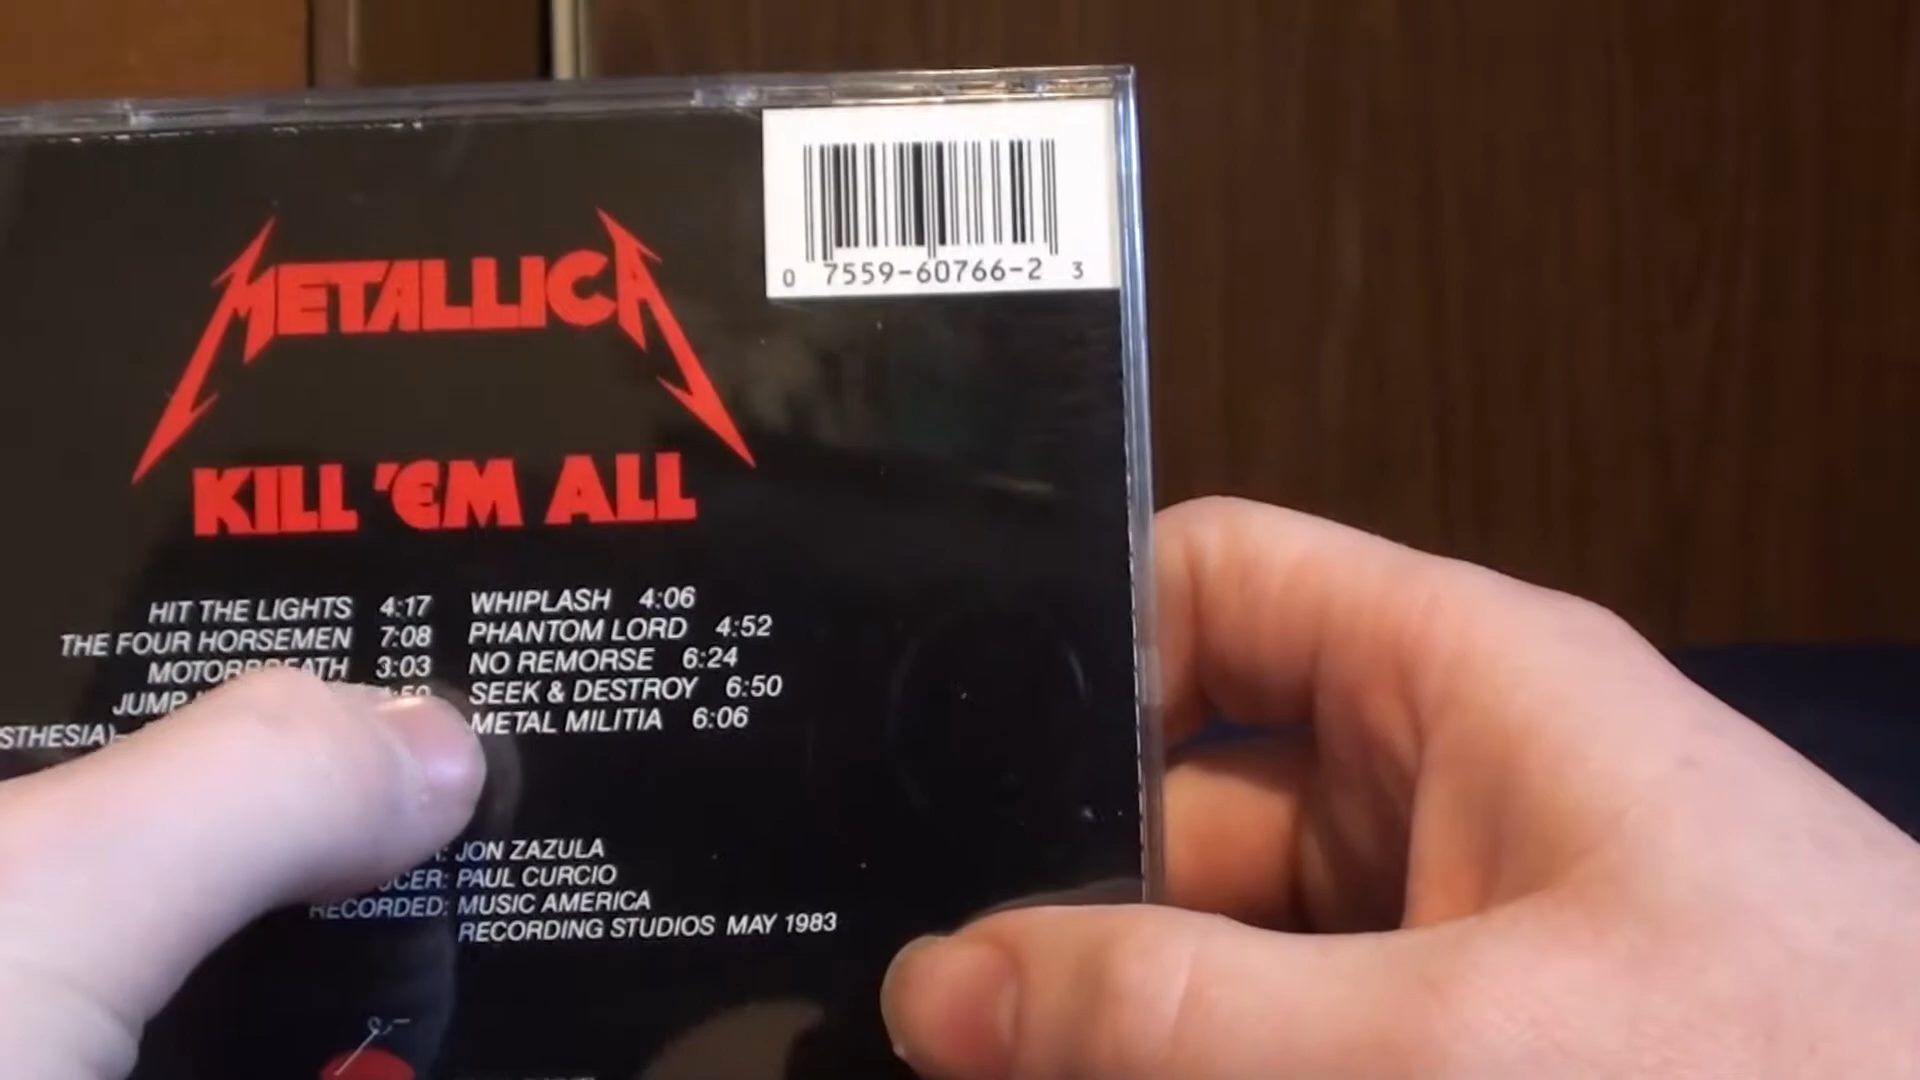 0 7559-60766-2 3
METALLICA
KILL 'EM ALL
HIT THE LIGHTS 4:17
THE FOUR HORSEMEN 7:08
3:03
JUMP
WHIPLASH 4:06
PHANTOM LORD 4:52
NO REMORSE 6:24
SEEK & DESTROY 6:50
METAL MILITIA 6:06
JON ZAZULA
PAUL CURCIO
RECORDED: MUSIC AMERICA
RECORDING STUDIOS MAY 1983